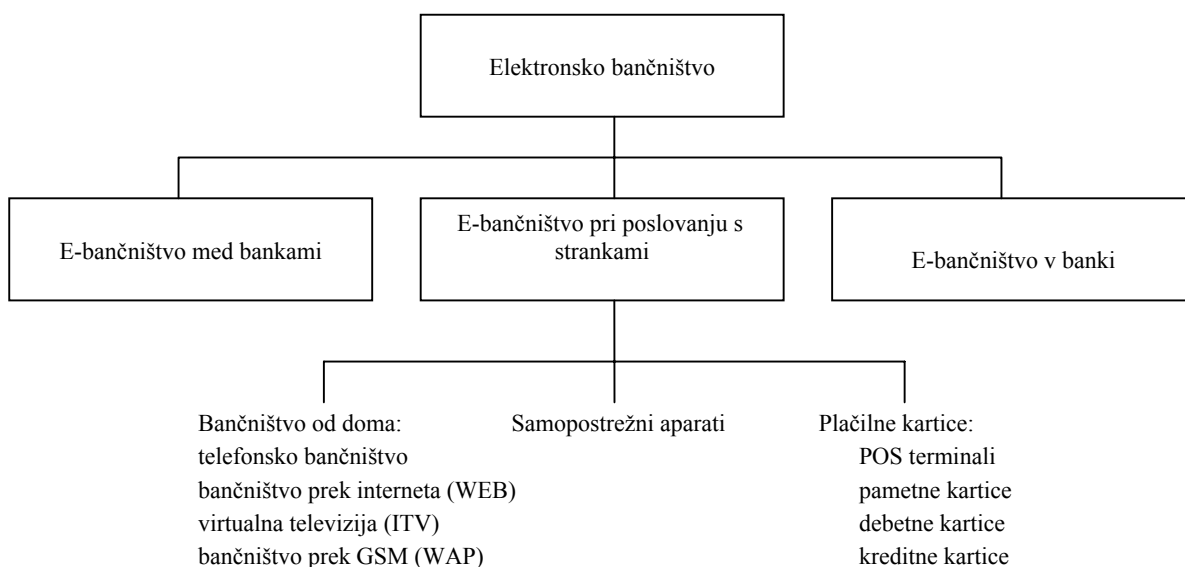 Elektronsko bančništvo
E-bančništvo med bankami
E-bančništvo pri poslovanju s
strankami
E-bančništvo v banki
Bančništvo od doma:
telefonsko bančništvo
bančništvo prek interneta (WEB)
virtualna televizija (ITV)
bančništvo prek GSM (WAP)
Samopostrežni aparati
Plačilne kartice:
POS terminali
pametne kartice
debetne kartice
kreditne kartice